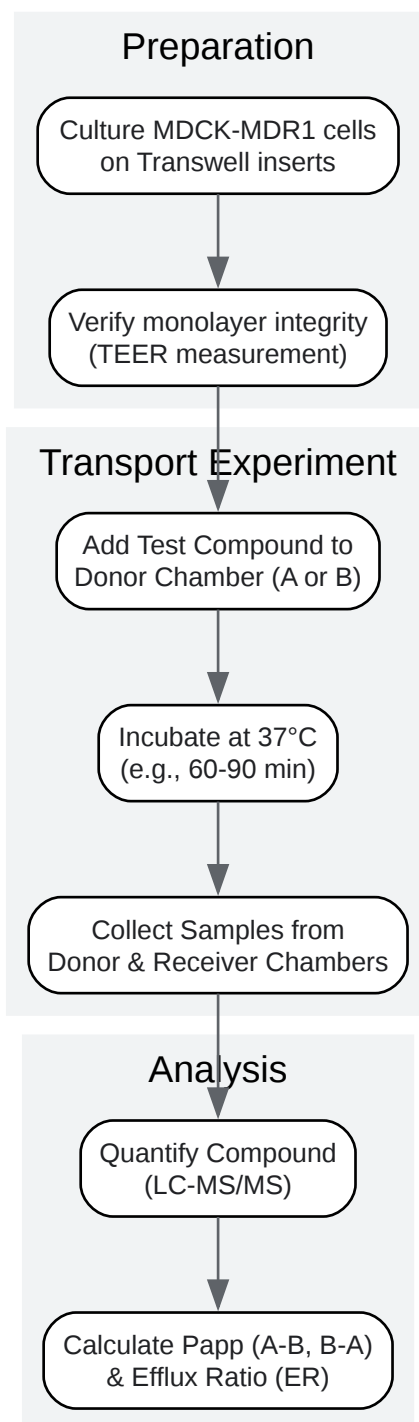 Preparation
Culture MDCK-MDR1 cells
on Transwell inserts
Verify monolayer integrity
(TEER measurement)
Transport Experiment
Add Test Compound to
Donor Chamber (A or B)
Incubate at 37°C
(e.g., 60-90 min)
Collect Samples from
Donor & Receiver Chambers
Analysis
Quantify Compound
(LC-MS/MS)
Calculate Papp (A-B, B-A)
& Efflux Ratio (ER)